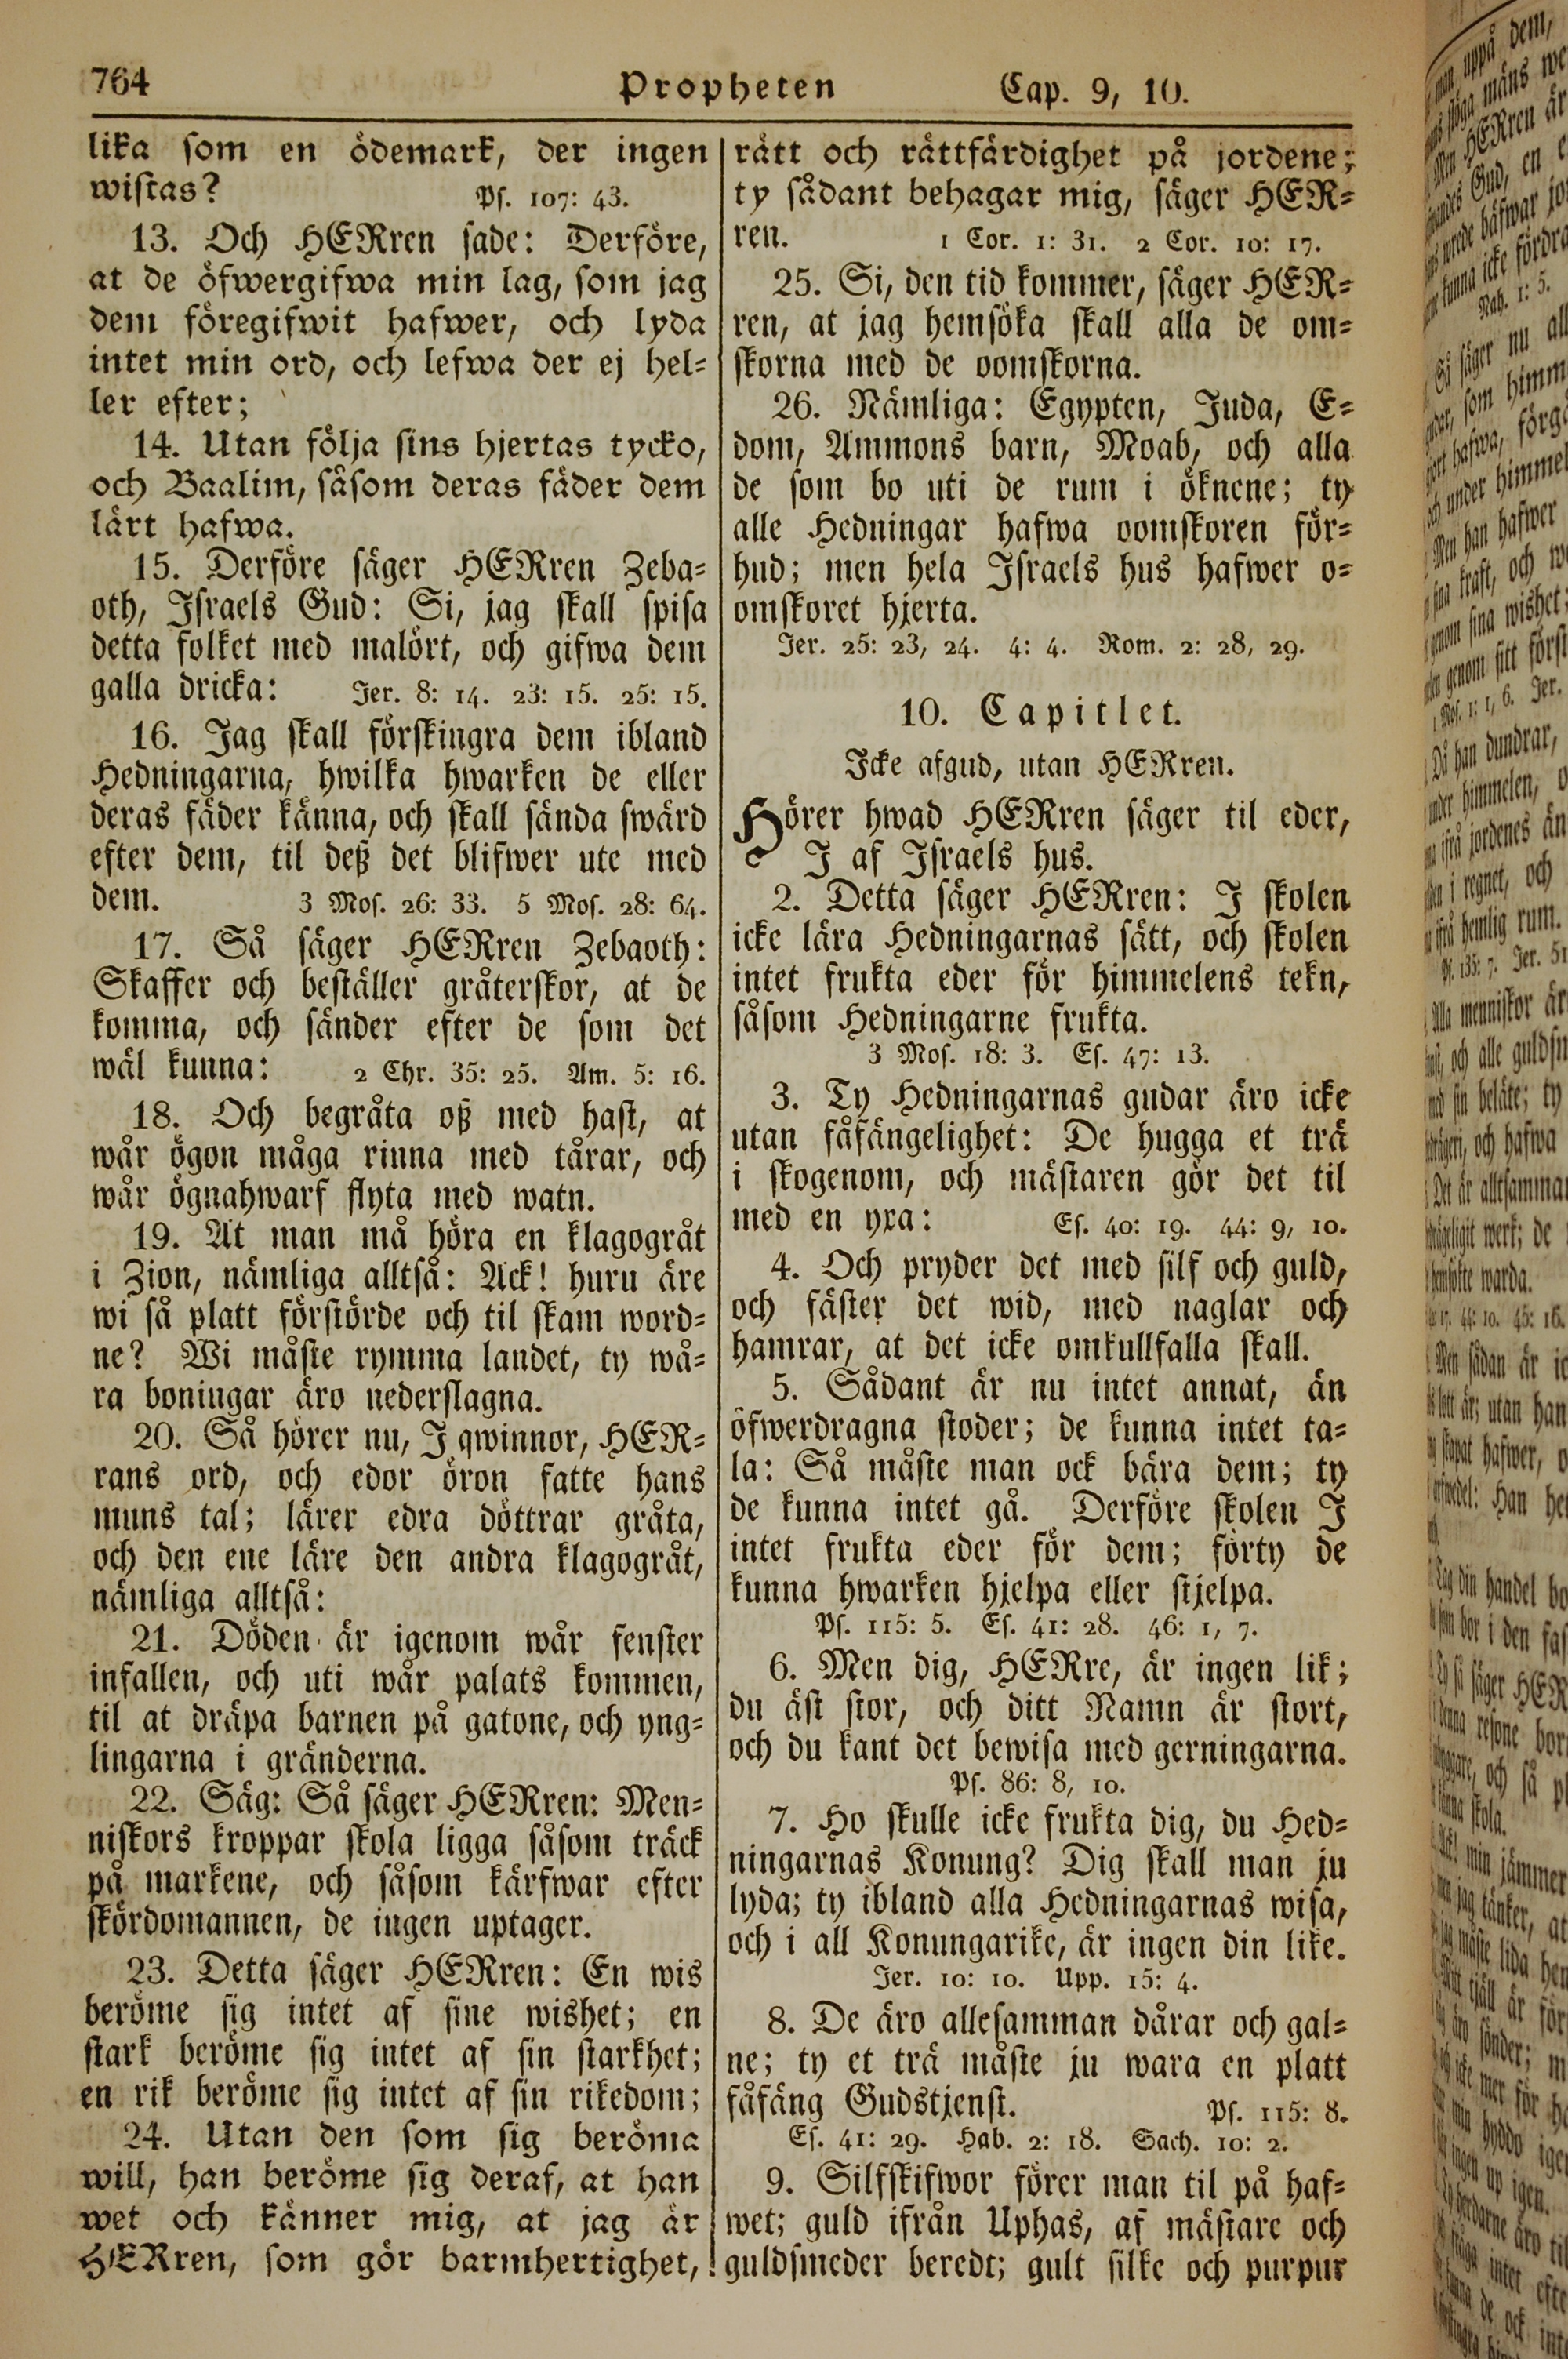 764 Propheten Cap. 9, 10.
lika som en ödemark, der ingen
wistas? Ps. 107: 43.
13. Och HERren sade: Derföre,
at de öfwergifwa min lag, som jag
dem föregifwit hafwer, och lyda
intet min ord, och lefwa der ej hel=
ler efter;
14. Utan följa sins hjertas tycko,
och Baalim, såsom deras fäder dem
lärt hafwa.
15. Derföre säger HERren Zeba=
oth, Israels Gud: Si, jag skall spisa
detta folket med malört, och gifwa dem
galla dricka: Jer. 8: 14. 23: 15. 25: 15.
16. Jag skall förskingra dem ibland
Hedningarna, hwilka hwarken de eller
deras fäder känna, och skall sända swärd
efter dem, til deß det blifwer ute med
dem. 3 Mos. 26: 33. 5 Mos. 28: 64.
17. Så säger HERren Zebaoth:
Skaffer och beställer gråterskor, at de
komma, och sänder efter de som det
wäl kunna: 2 Chr. 35: 25. Am. 5: 16.
18. Och begråta oß med hast, at
wår ögon måga rinna med tårar, och
wår ögnahwarf flyta med watn.
19. At man må höra en klagogråt
i Zion, nämliga alltså: Ack! huru äre
wi så platt förstörde och til skam word=
ne? Wi måste rymma landet, ty wå=
ra boningar äro nederslagna.
20. Så hörer nu, I qwinnor, HER=
rans ord, och edor öron fatte hans
muns tal; lärer edra döttrar gråta,
och den ene läre den andra klagogråt,
nämliga alltså:
21. Döden är igenom wår fenster
infallen, och uti wår palats kommen,
til at dräpa barnen på gatone, och yng=
lingarna i gränderna.
22. Säg: Så säger HERren: Men=
niskors kroppar skola ligga såsom träck
på markene, och såsom kärfwar efter
skördomannen, de ingen uptager.
23. Detta säger HERren: En wis
beröme sig intet af sine wishet; en
stark beröme sig intet af sin starkhet;
en rik beröme sig intet af sin rikedom;
24. Utan den som sig beröma
will, han beröme sig deraf, at han
wet och känner mig, at jag är
HERren, som gör barmhertighet,
rätt och rättfärdighet på jordene;
ty sådant behagar mig, säger HER=
ren. 1 Cor. 1: 31. 2 Cor. 10: 17.
25. Si, den tid kommer, säger HER=
ren, at jag hemsöka skall alla de om=
skorna med de oomskorna.
26. Nämliga: Egypten, Juda, E=
dom, Ammons barn, Moab, och alla
de som bo uti de rum i öknene; ty
alle Hedningar hafwa oomskoren för=
hud; men hela Israels hus hafwer o=
omskoret hjerta.
Jer. 25: 23, 24. 4: 4. Rom. 2: 28, 29.
10. Capitlet.
Icke afgud, utan HERren.
Hörer hwad HERren säger til eder,
I af Israels hus.
2. Detta säger HERren: I skolen
icke lära Hedningarnas sätt, och skolen
intet frukta eder för himmelens tekn,
såsom Hedningarne frukta.
3 Mos. 18: 3. Es. 47: 13.
3. Ty Hedningarnas gudar äro icke
utan fåfängelighet: De hugga et trä
i skogenom, och mästaren gör det til
med en yxa: Es. 40: 19. 44: 9, 10.
4. Och pryder det med silf och guld,
och fäster det wid, med naglar och
hamrar, at det icke omkullfalla skall.
5. Sådant är nu intet annat, än
öfwerdragna stoder; de kunna intet ta=
la: Så måste man ock bära dem; ty
de kunna intet gå. Derföre skolen I
intet frukta eder för dem; förty de
kunna hwarken hjelpa eller stjelpa.
Ps. 115: 5. Es. 41: 28. 46: 1, 7.
6. Men dig, HERre, är ingen lik;
du äst stor, och ditt Namn är stort,
och du kant det bewisa med gerningarna.
Ps. 86: 8, 10.
7. Ho skulle icke frukta dig, du Hed=
ningarnas Konung? Dig skall man ju
lyda; ty ibland alla Hedningarnas wisa,
och i all Konungarike, är ingen din like.
Jer. 10: 10. Upp. 15: 4.
8. De äro allesamman dårar och gal=
ne; ty et trä måste ju wara en platt
fåfäng Gudstjenst. Ps. 115: 8.
Es. 41: 29. Hab. 2: 18. Sach. 10: 2.
9. Silfskifwor förer man til på haf=
wet; guld ifrån Uphas, af mästare och
guldsmeder beredt; gult silke och purpur